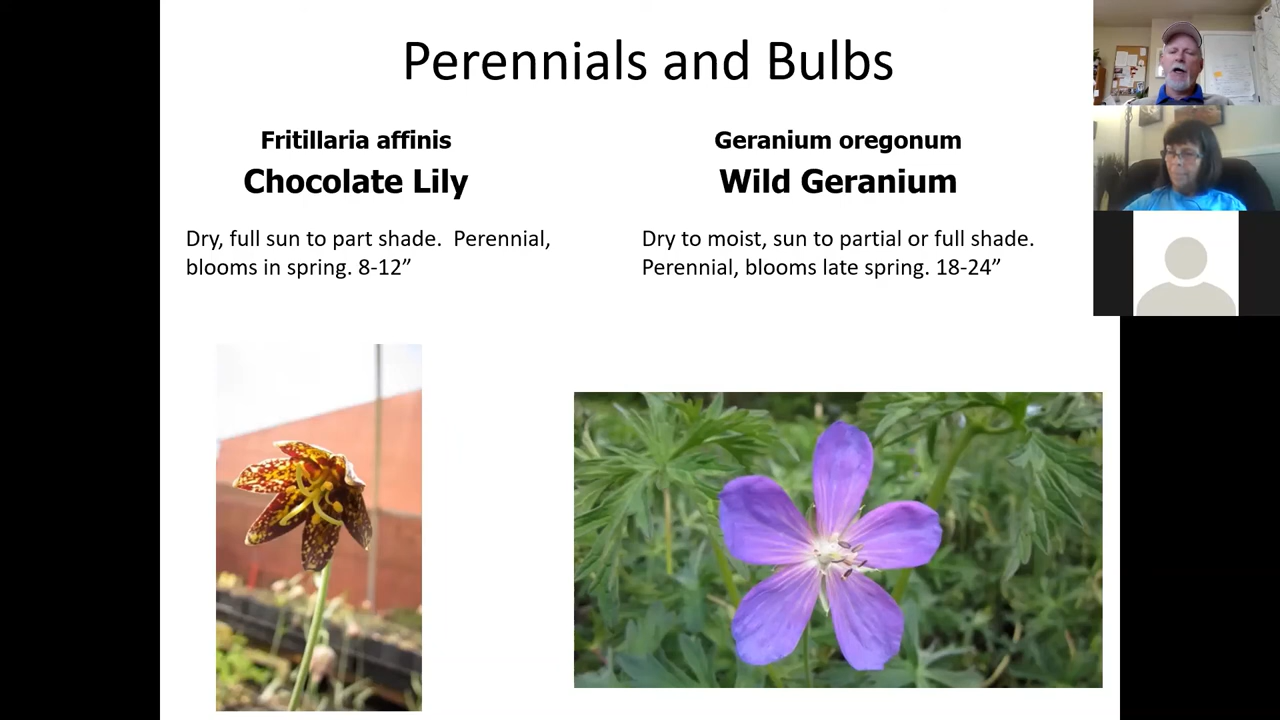 Perennials and Bulbs
Fritillaria affinis
Chocolate Lily
Dry, full sun to part shade.  Perennial,
blooms in spring. 8-12”
Geranium oregonum
Wild Geranium
Dry to moist, sun to partial or full shade.
Perennial, blooms late spring. 18-24”